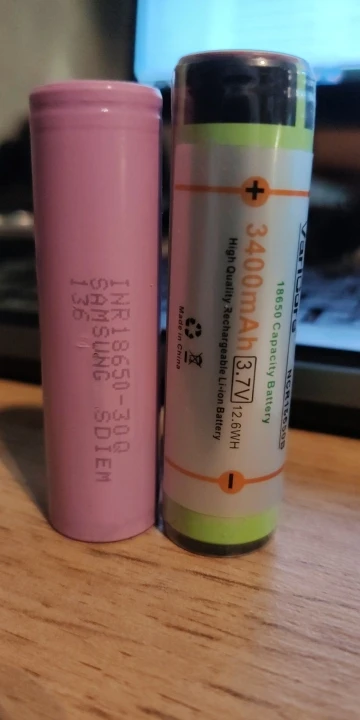 INR18650-30Q
SAMSUNG SDIEM
136
+
18650 Capacity Battery
3400mAh 3.7V 12.6WH
High Quality Rechargeable Li-ion Battery
Made in China
−